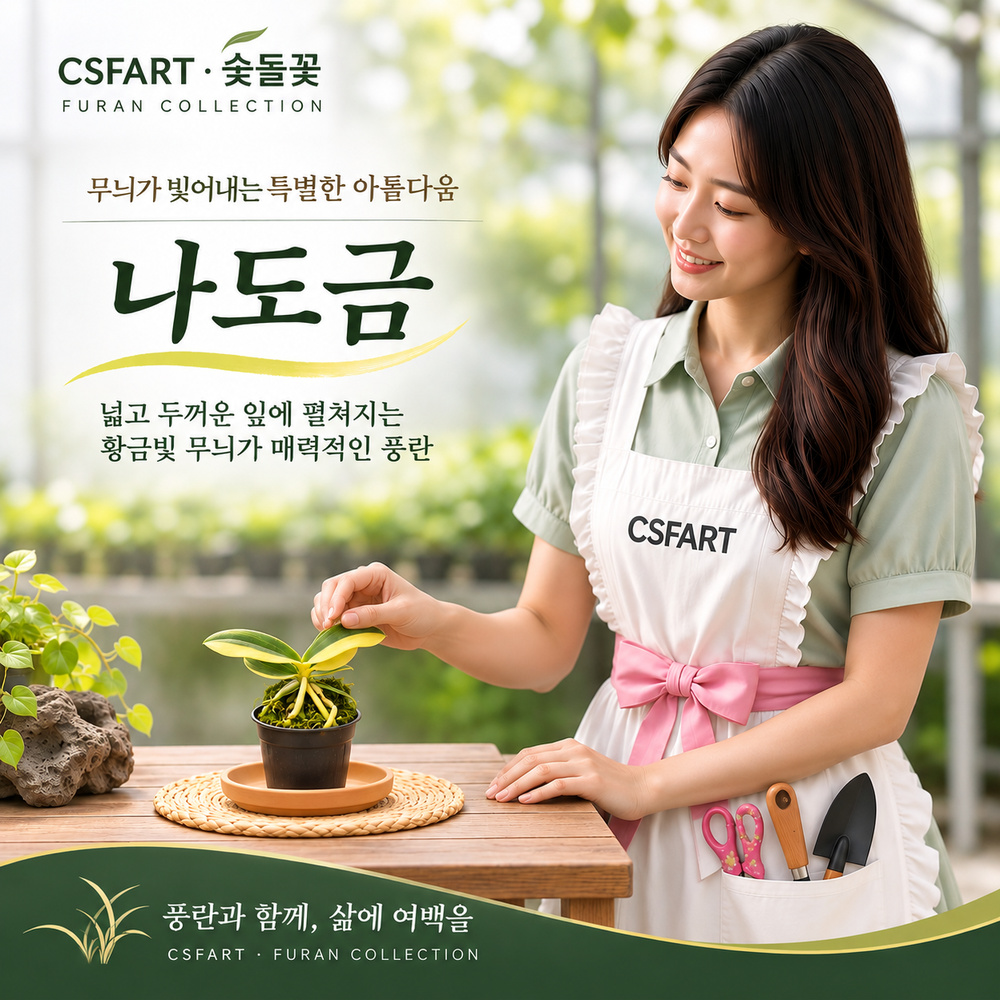 CSFART · 숯돌꽃
FURAN COLLECTION
무늬가 빚어내는 특별한 아톨다움
나도금
넓고 두꺼운 잎에 펼쳐지는
황금빛 무늬가 매력적인 풍란
CSFART
풍란과 함께, 삶에 여백을
CSFART · FURAN COLLECTION